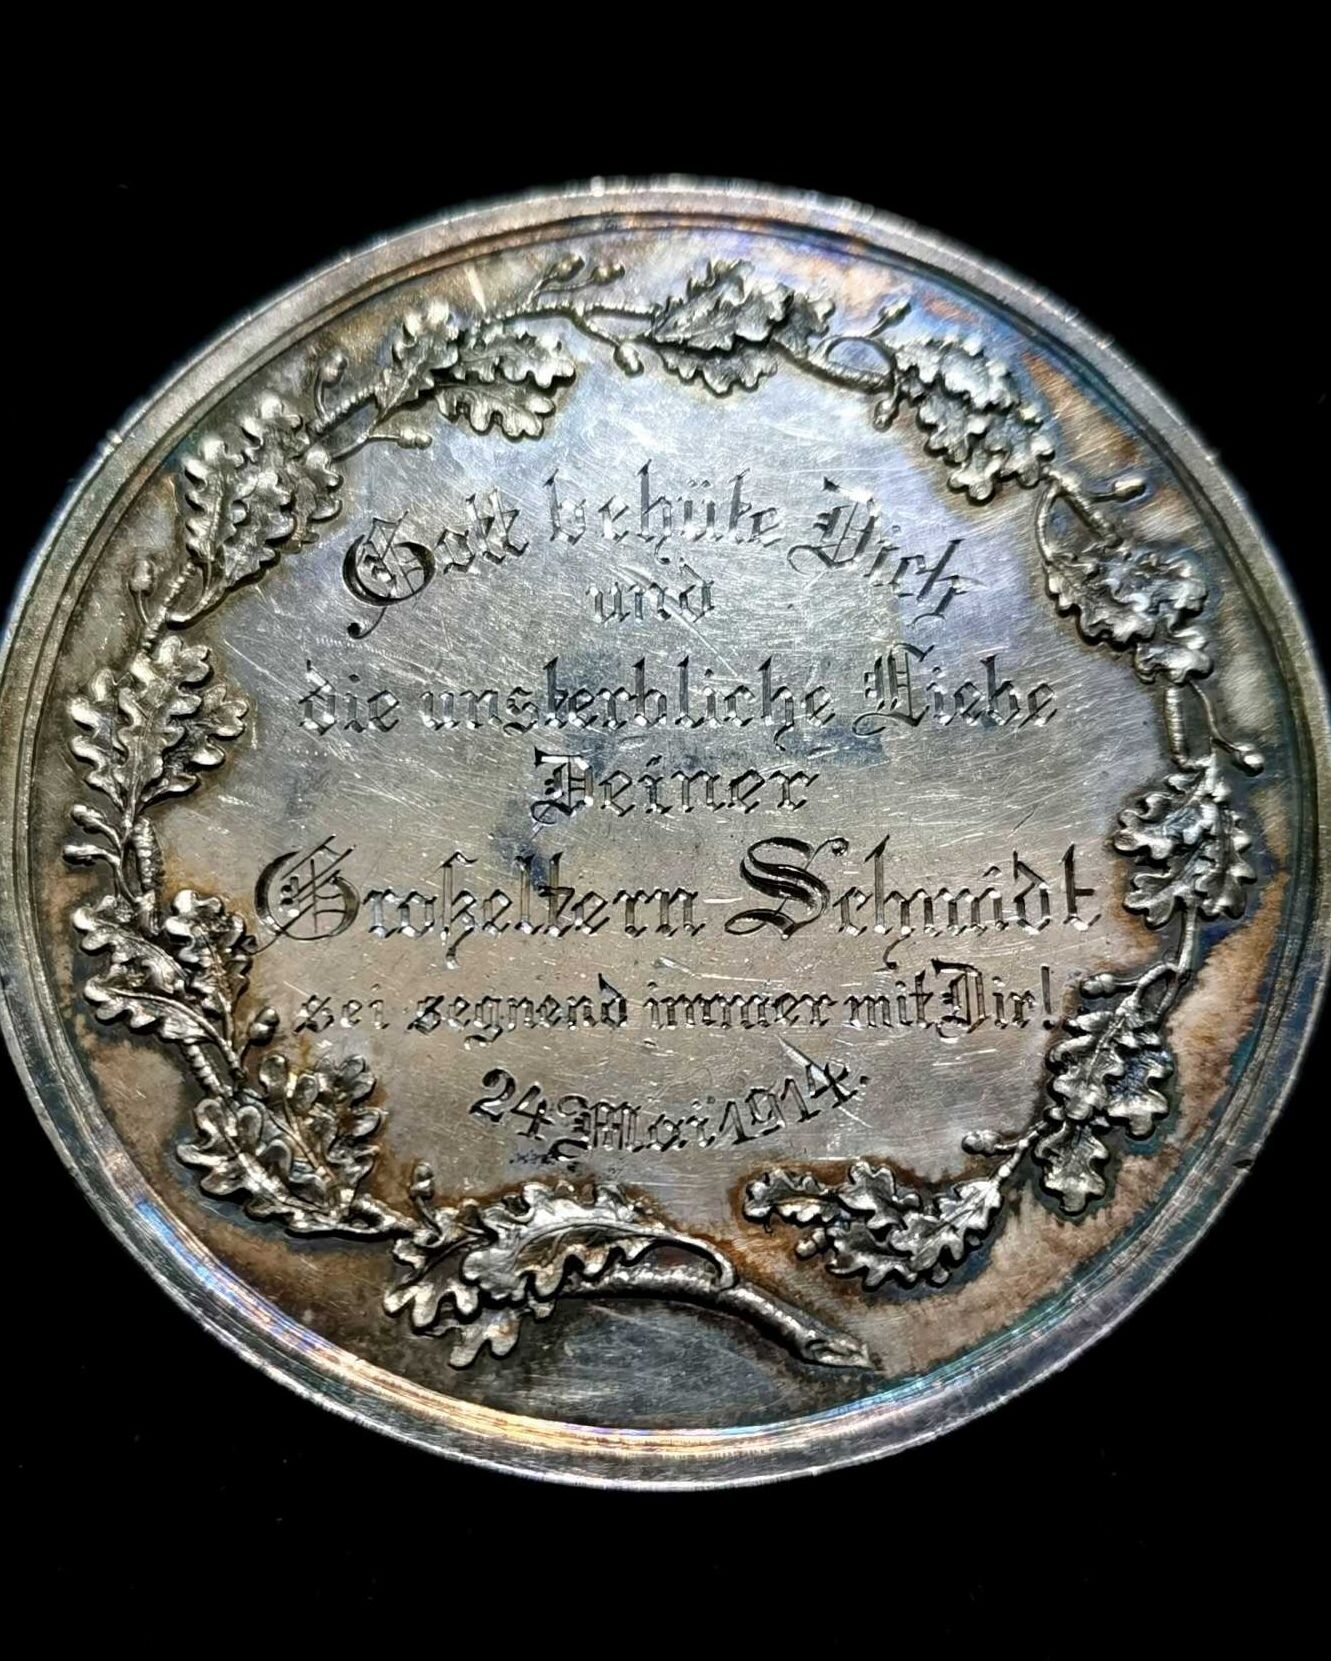 Gott behüte Dich
und
die unsterbliche Liebe
Deiner
Großeltern Schmidt
sei segnend immer mit Dir!
24. Mai 1914.